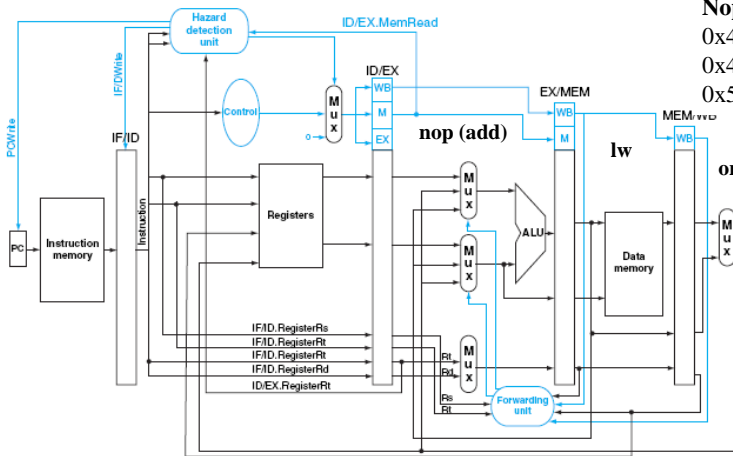 Nop
0x4
0x4
0x5
Hazard
detection
unit
ID/EX.MemRead
IF/DWrite
PCWrite
IF/ID
Control
M
u
x
0
ID/EX
WB
M
EX
nop (add)
EX/MEM
WB
M
lw
MEM/WB
WB
or
PC
Instruction
memory
Instruction
Registers
M
u
x
M
u
x
ALU
Data
memory
M
u
x
IF/ID.RegisterRs
IF/ID.RegisterRt
IF/ID.RegisterRt
IF/ID.RegisterRd
ID/EX.RegisterRt
Rt
Rd
M
u
x
Rs
Rt
Forwarding
unit